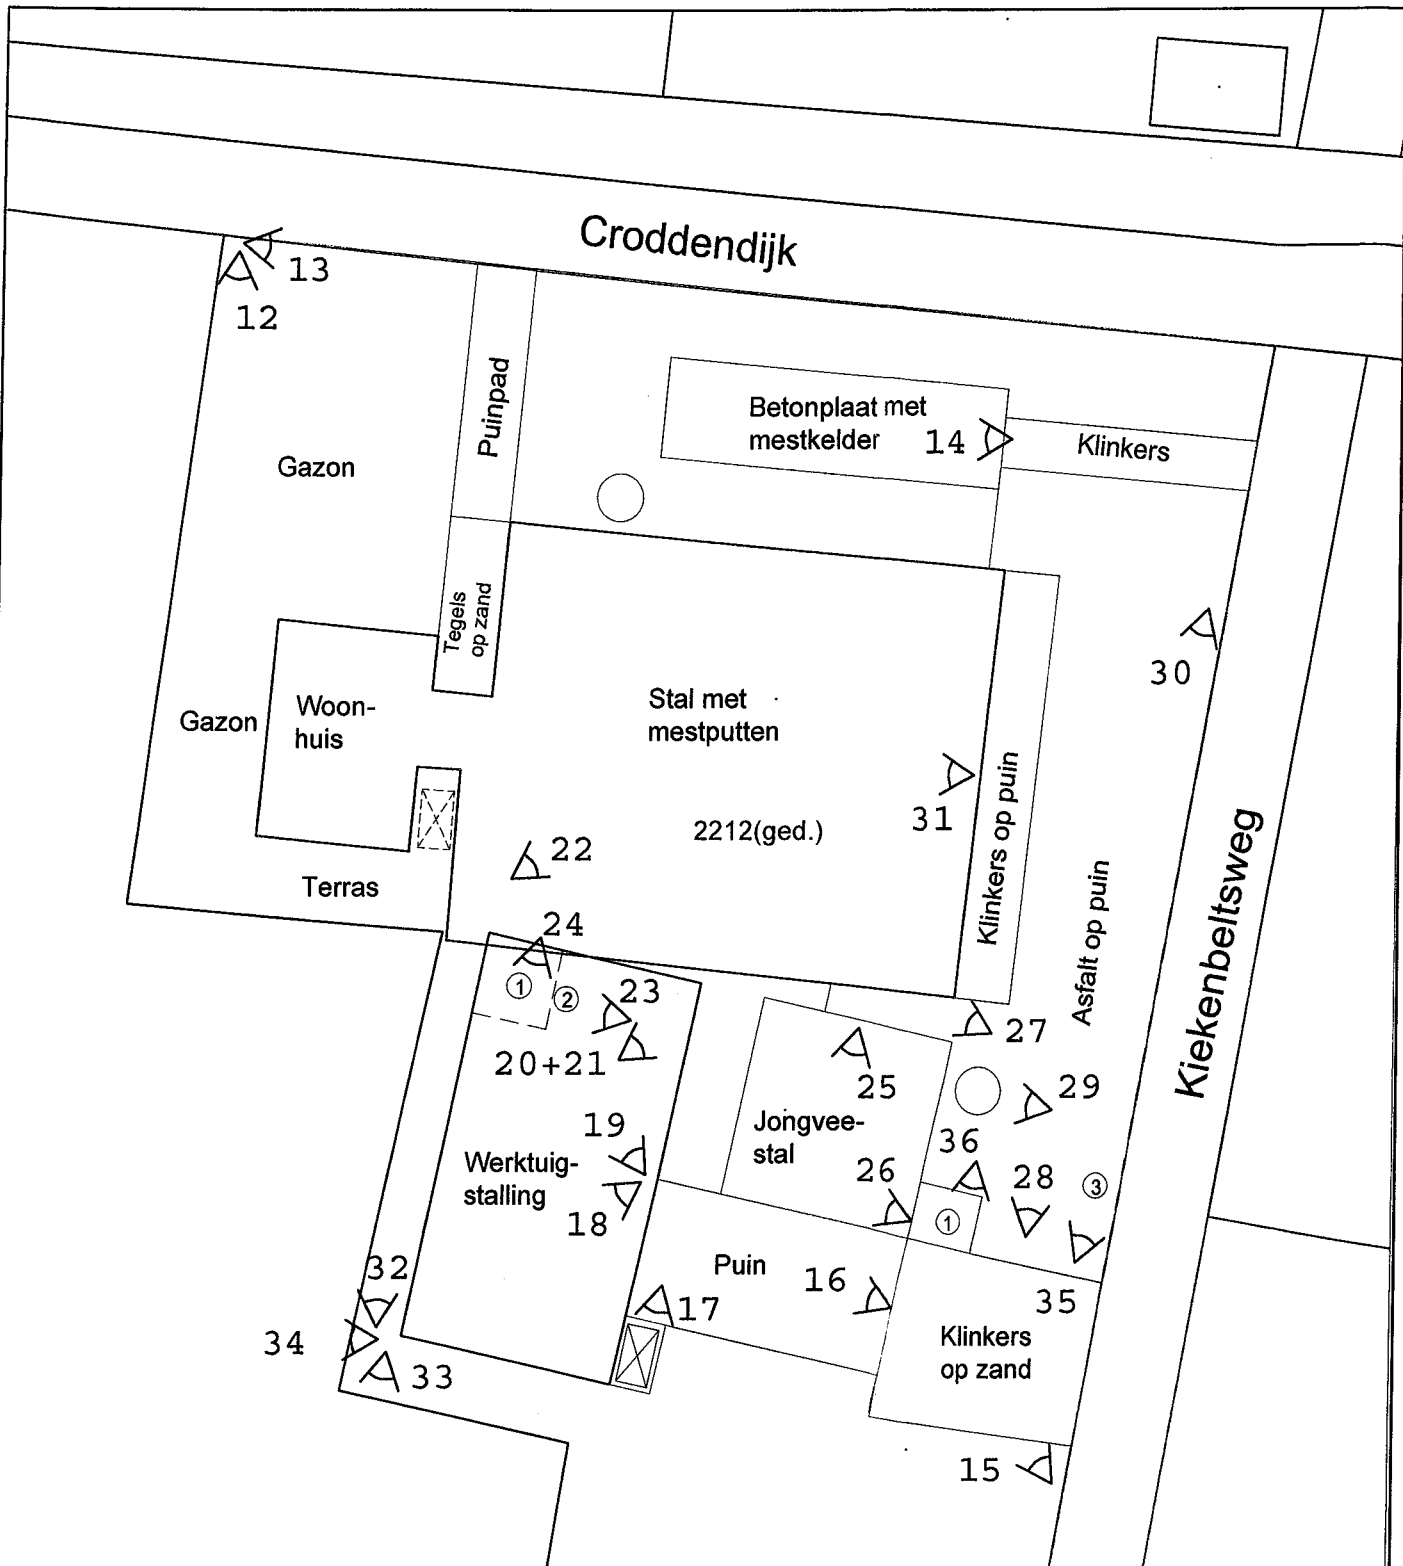 Croddendijk
13
12
Puinpad
Betonplaat met
mestkelder
14
Klinkers
Gazon
Tegels
op zand
30
Gazon
Woon-
huis
Stal met
mestputten
31
Klinkers op puin
2212(ged.)
22
Terras
Asfalt op puin
Kiekenbeltsweg
24
1
2
23
20+21
27
25
29
19
Jongvee-
stal
36
Werktuig-
stalling
26
28
3
18
1
32
Puin
16
17
35
34
33
Klinkers
op zand
15